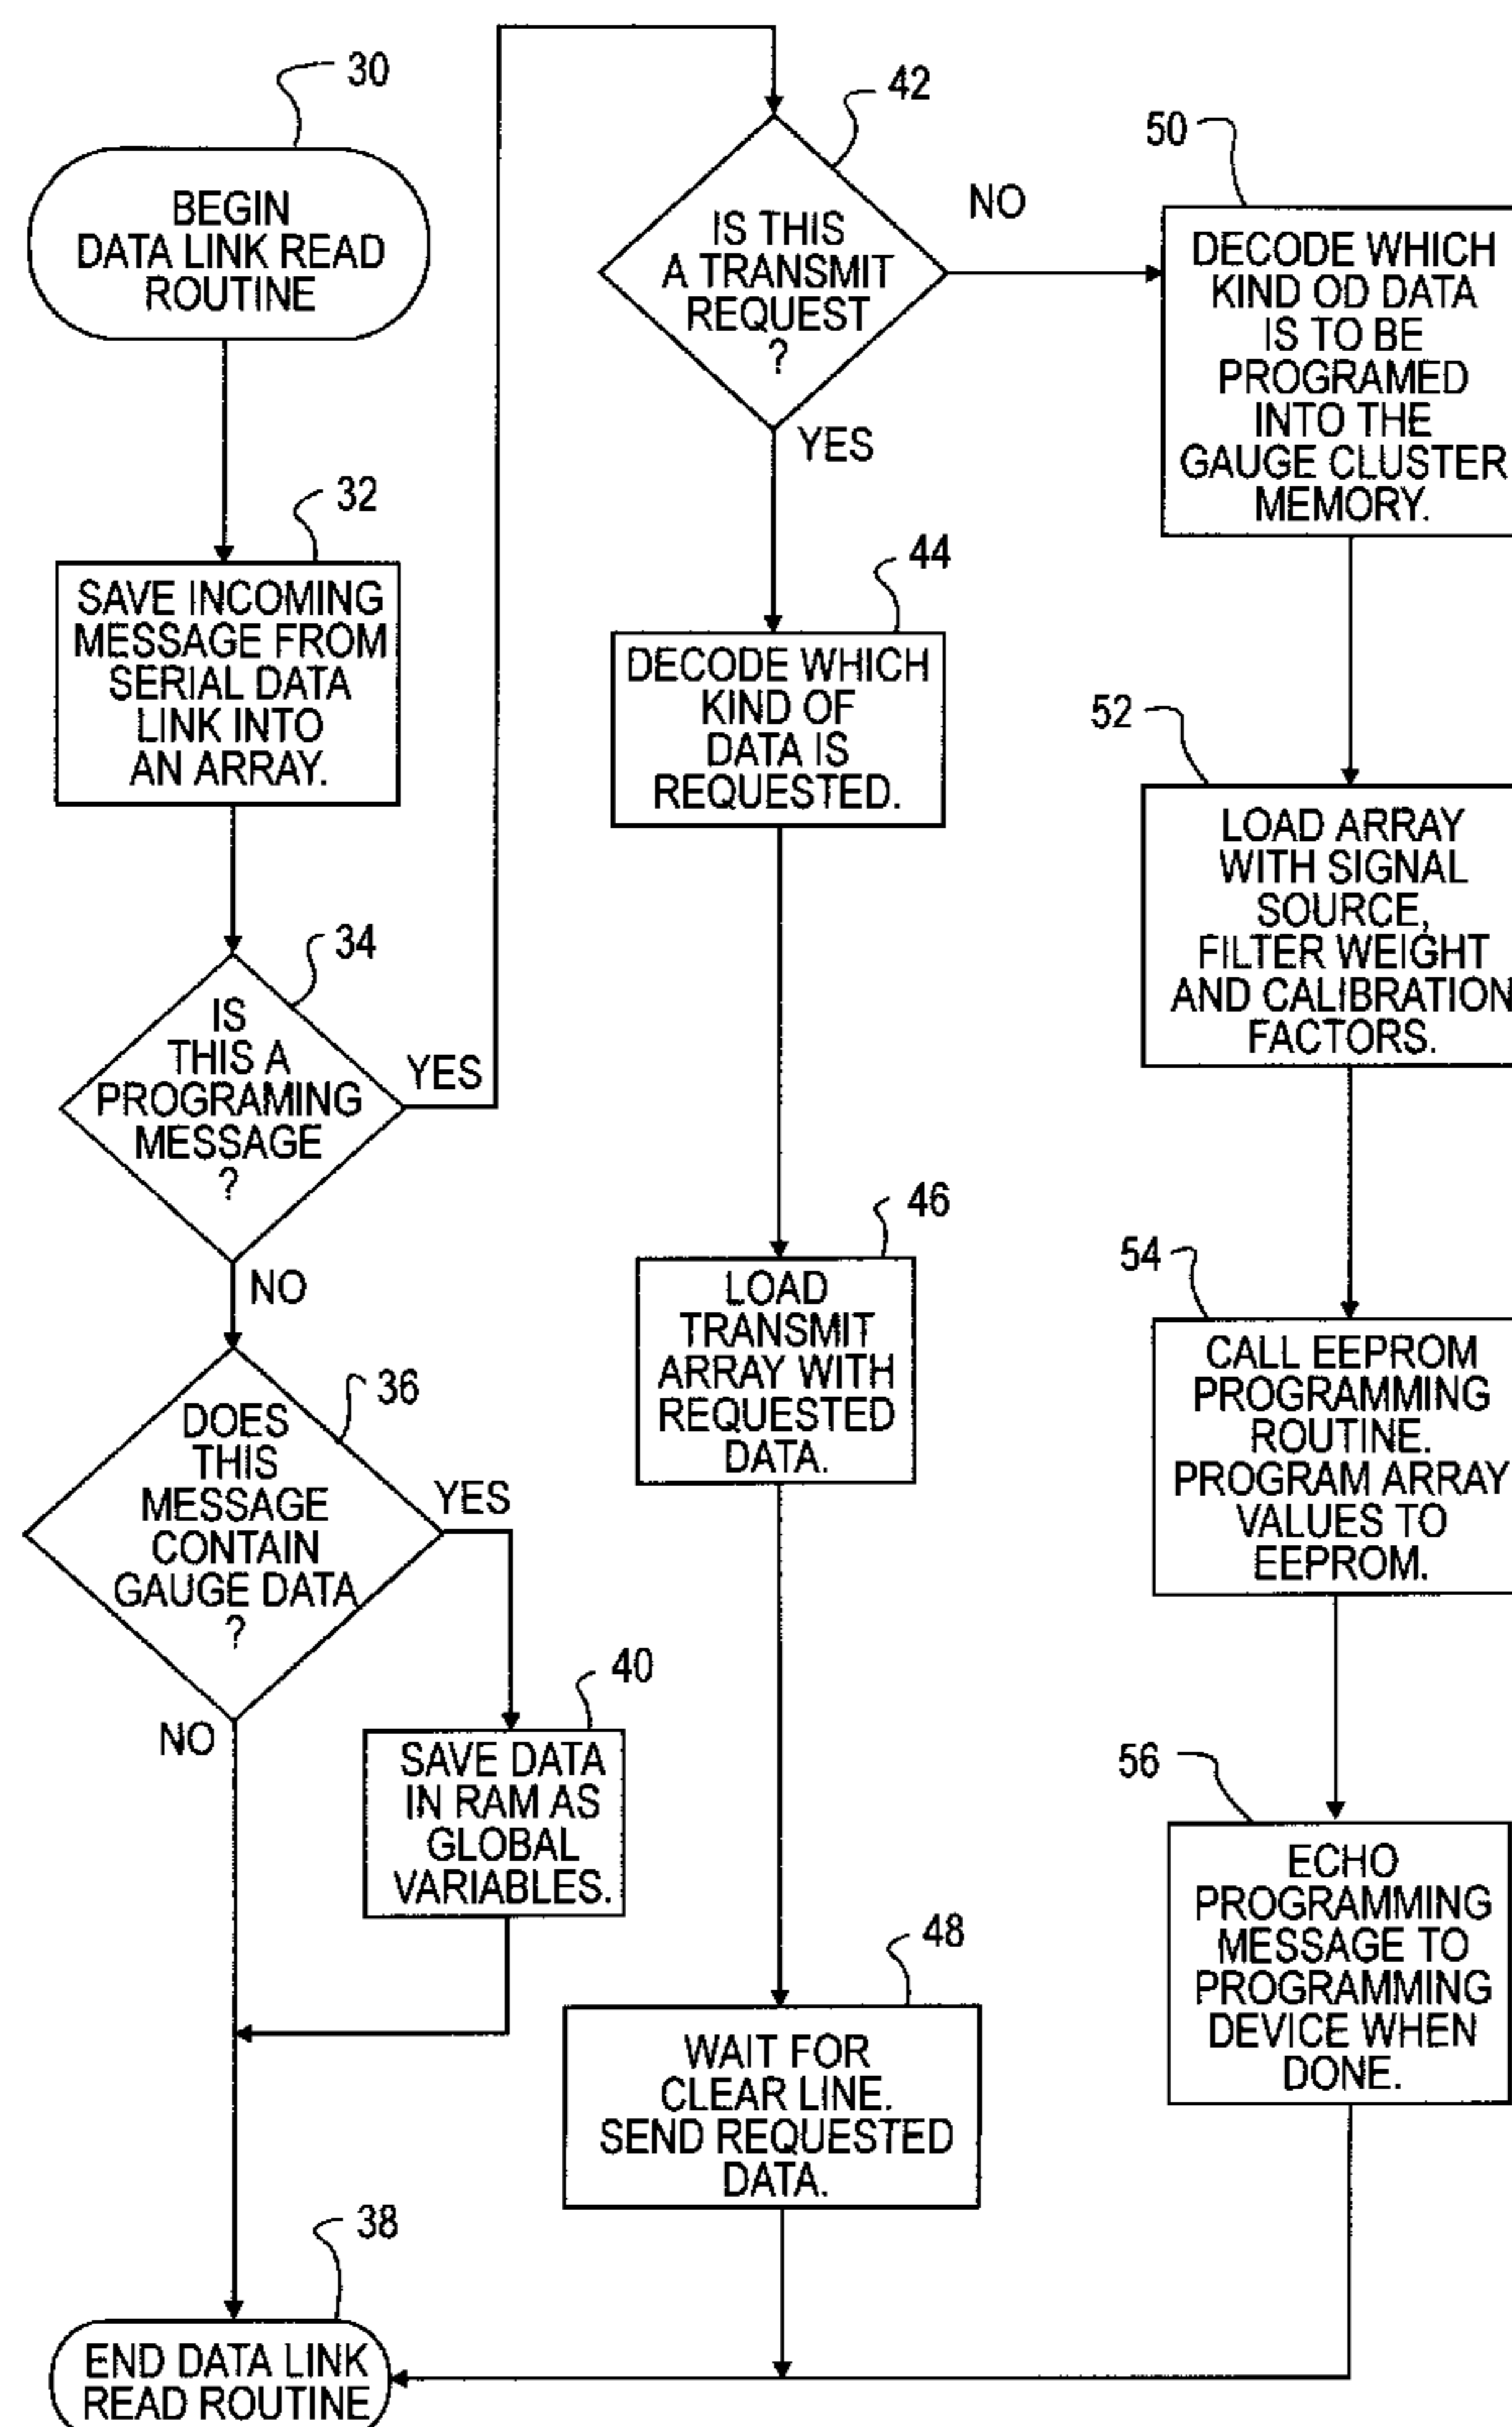 30
BEGIN
DATA LINK READ
ROUTINE
32
SAVE INCOMING
MESSAGE FROM
SERIAL DATA
LINK INTO
AN ARRAY.
34
IS
THIS A
PROGRAMING
MESSAGE
?
YES
NO
36
DOES
THIS
MESSAGE
CONTAIN
GAUGE DATA
?
YES
NO
40
SAVE DATA
IN RAM AS
GLOBAL
VARIABLES.
38
END DATA LINK
READ ROUTINE
42
IS THIS
A TRANSMIT
REQUEST
?
NO
YES
44
DECODE WHICH
KIND OF
DATA IS
REQUESTED.
46
LOAD
TRANSMIT
ARRAY WITH
REQUESTED
DATA.
48
WAIT FOR
CLEAR LINE.
SEND REQUESTED
DATA.
50
DECODE WHICH
KIND OD DATA
IS TO BE
PROGRAMED
INTO THE
GAUGE CLUSTER
MEMORY.
52
LOAD ARRAY
WITH SIGNAL
SOURCE,
FILTER WEIGHT
AND CALIBRATION
FACTORS.
54
CALL EEPROM
PROGRAMMING
ROUTINE.
PROGRAM ARRAY
VALUES TO
EEPROM.
56
ECHO
PROGRAMMING
MESSAGE TO
PROGRAMMING
DEVICE WHEN
DONE.